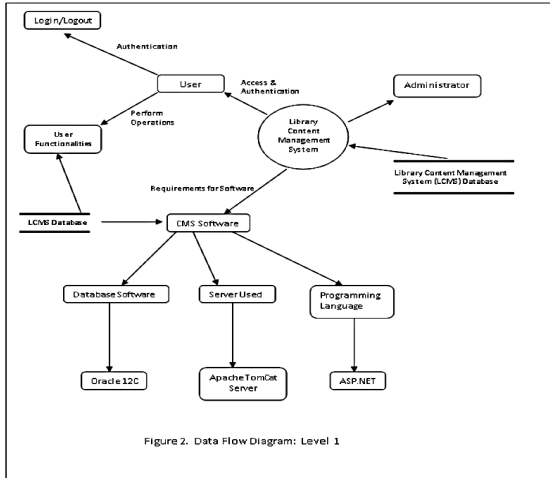 Login/Logout
Authentication
User
Access &
Authentication
Administrator
Perform
Operations
User
Functionalities
Library
Content
Management
System
Library Content Management
System (LCMS) Database
Requirements for Software
LCMS Database
CMS Software
Database Software
Server Used
Programming
Language
Oracle 12C
Apache TomCat
Server
ASP.NET
Figure 2. Data Flow Diagram: Level 1